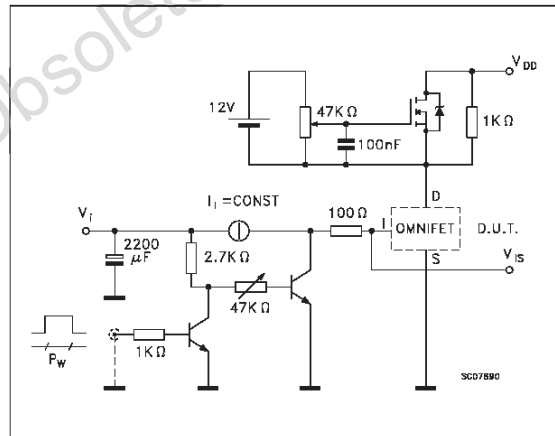 obsolete
V_DD
12V
47KΩ
1KΩ
100nF
D
I_i =CONST
V_i
100Ω
I
OMNIFET
D.U.T.
2200
µF
2.7KΩ
S
V_IS
47KΩ
1KΩ
P_W
SC07890